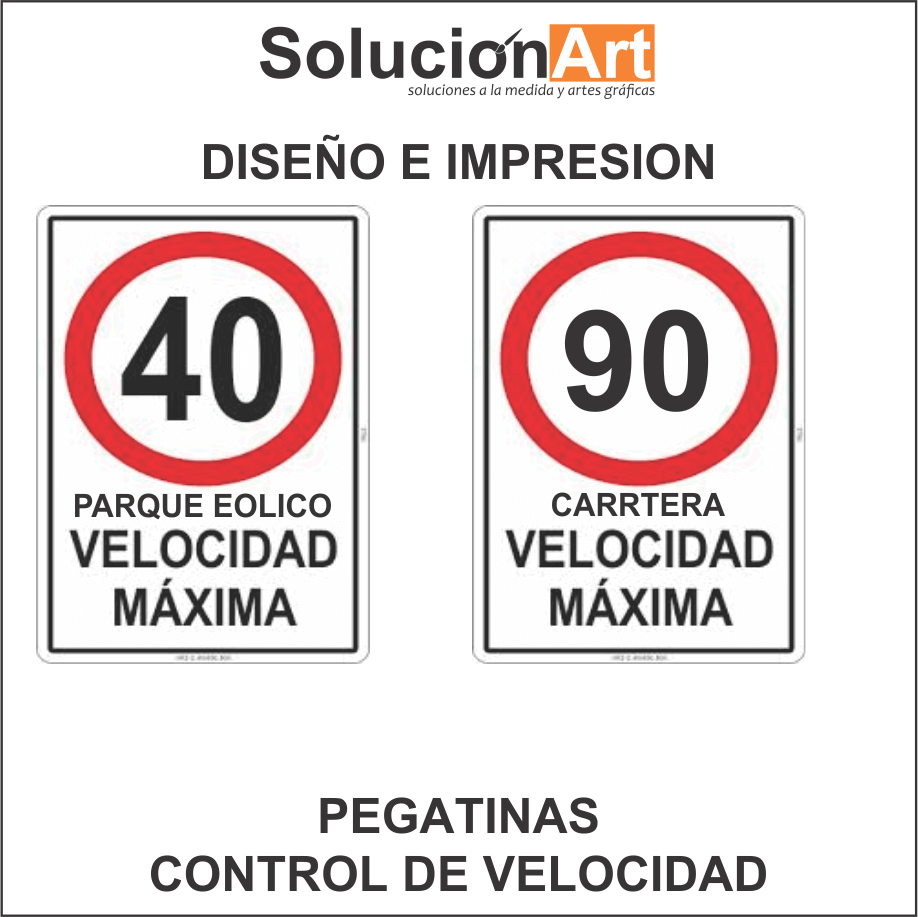 SolucionArt
soluciones a la medida y artes gráficas
DISEÑO E IMPRESION
40
PARQUE EOLICO
VELOCIDAD
MÁXIMA
90
CARRTERA
VELOCIDAD
MÁXIMA
PEGATINAS
CONTROL DE VELOCIDAD